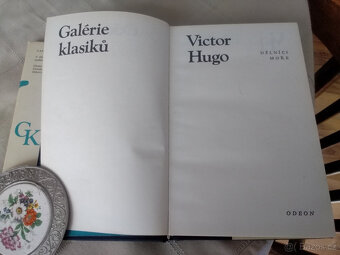 Galérie
klasiků
Victor
Hugo
DĚLNÍCI
MOŘE
ODEON
GK